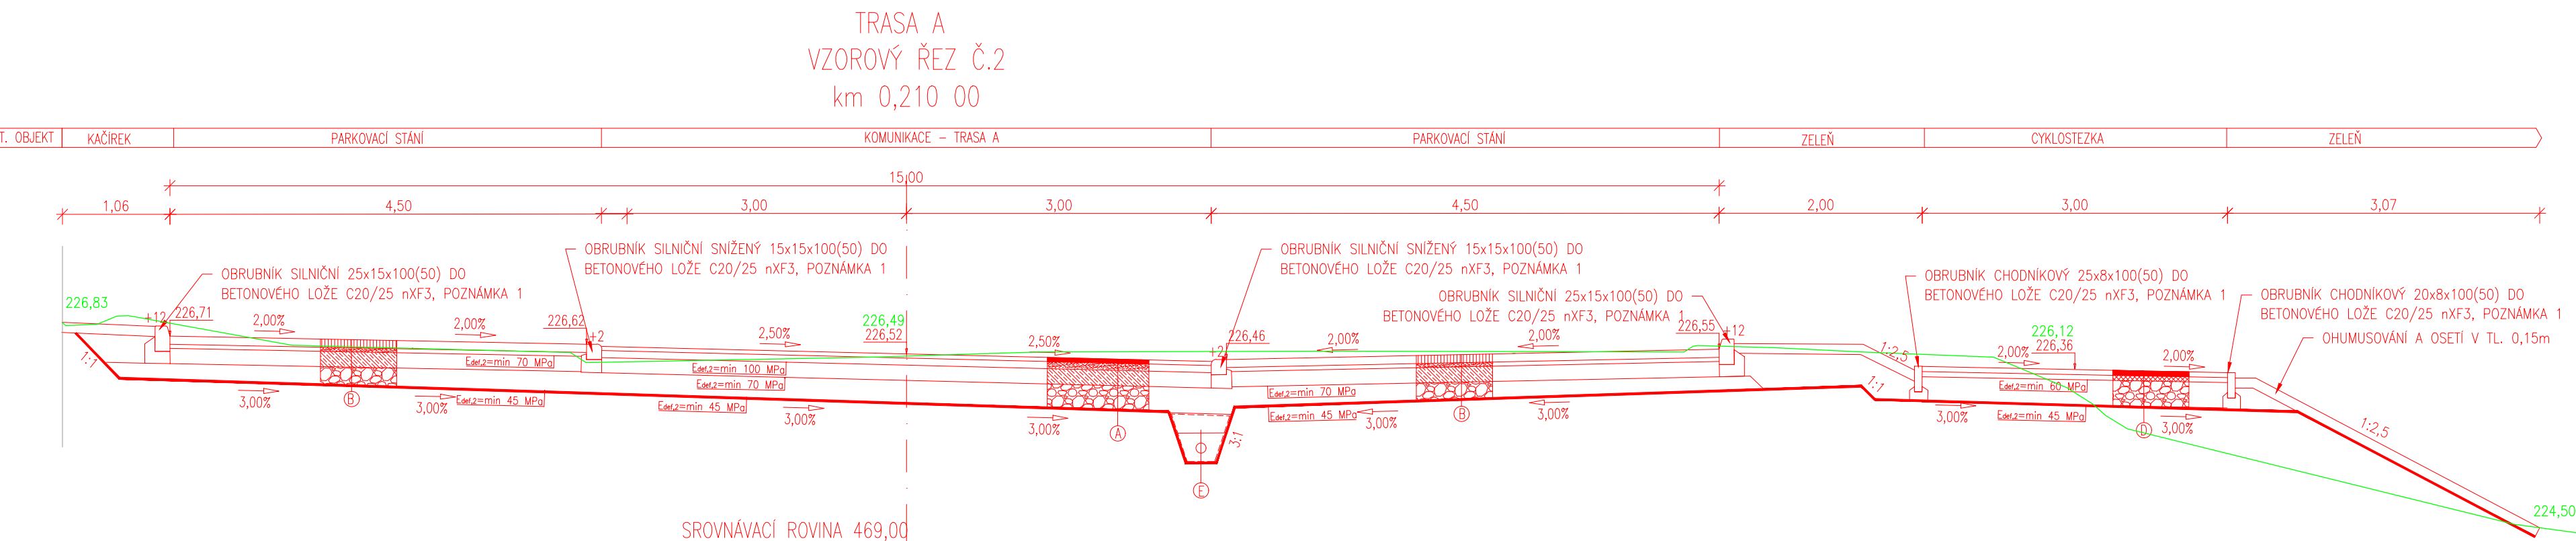 TRASA A
VZOROVÝ ŘEZ Č.2
km 0,210 00
T. OBJEKT
KAČÍREK
PARKOVACÍ STÁNÍ
KOMUNIKACE – TRASA A
PARKOVACÍ STÁNÍ
ZELEŇ
CYKLOSTEZKA
ZELEŇ
15,00
1,06
4,50
3,00
3,00
4,50
2,00
3,00
3,07
OBRUBNÍK SILNIČNÍ 25x15x100(50) DO
BETONOVÉHO LOŽE C20/25 nXF3, POZNÁMKA 1
OBRUBNÍK SILNIČNÍ SNÍŽENÝ 15x15x100(50) DO
BETONOVÉHO LOŽE C20/25 nXF3, POZNÁMKA 1
OBRUBNÍK SILNIČNÍ SNÍŽENÝ 15x15x100(50) DO
BETONOVÉHO LOŽE C20/25 nXF3, POZNÁMKA 1
OBRUBNÍK SILNIČNÍ 25x15x100(50) DO
BETONOVÉHO LOŽE C20/25 nXF3, POZNÁMKA 1
OBRUBNÍK CHODNÍKOVÝ 25x8x100(50) DO
BETONOVÉHO LOŽE C20/25 nXF3, POZNÁMKA 1
OBRUBNÍK CHODNÍKOVÝ 20x8x100(50) DO
BETONOVÉHO LOŽE C20/25 nXF3, POZNÁMKA 1
OHUMUSOVÁNÍ A OSETÍ V TL. 0,15m
226,83
+12
226,71
2,00%
2,00%
226,62
+2
2,50%
226,49
226,52
2,50%
+2
226,46
2,00%
2,00%
226,55
+12
1:2,5
2,00%
226,12
226,36
2,00%
1:2,5
1:1
Edef,2=min 70 MPa
Edef,2=min 100 MPa
Edef,2=min 70 MPa
Edef,2=min 70 MPa
Edef,2=min 60 MPa
1:1
3,00%
B
3,00%
Edef,2=min 45 MPa
Edef,2=min 45 MPa
3,00%
3,00%
A
3:1
Edef,2=min 45 MPa
3,00%
B
3,00%
3,00%
Edef,2=min 45 MPa
D
3,00%
E
224,50
SROVNÁVACÍ ROVINA 469,00